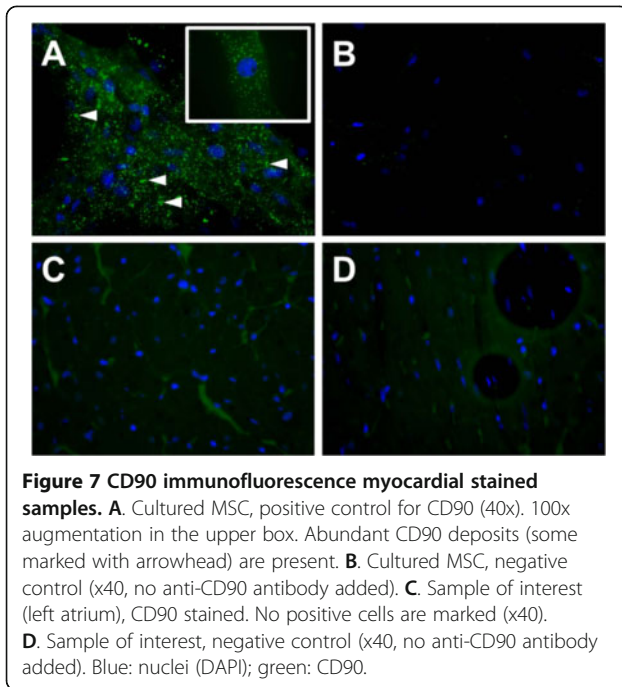 A
B
C
D
Figure 7 CD90 immunofluorescence myocardial stained
samples. A. Cultured MSC, positive control for CD90 (40x). 100x
augmentation in the upper box. Abundant CD90 deposits (some
marked with arrowhead) are present. B. Cultured MSC, negative
control (x40, no anti-CD90 antibody added). C. Sample of interest
(left atrium), CD90 stained. No positive cells are marked (x40).
D. Sample of interest, negative control (x40, no anti-CD90 antibody
added). Blue: nuclei (DAPI); green: CD90.